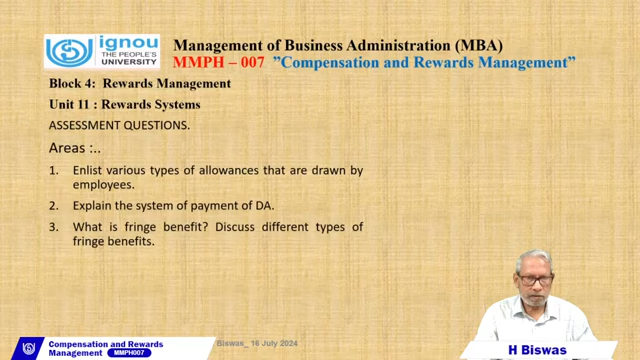 ignou
THE PEOPLE'S
UNIVERSITY
Management of Business Administration (MBA)
MMPH – 007 ”Compensation and Rewards Management”
Block 4: Rewards Management
Unit 11 : Rewards Systems
ASSESSMENT QUESTIONS.
Areas :..
1. Enlist various types of allowances that are drawn by
employees.
2. Explain the system of payment of DA.
3. What is fringe benefit? Discuss different types of
fringe benefits.
Compensation and Rewards
Management MMPH007
Biswas_ 16 July 2024
H Biswas